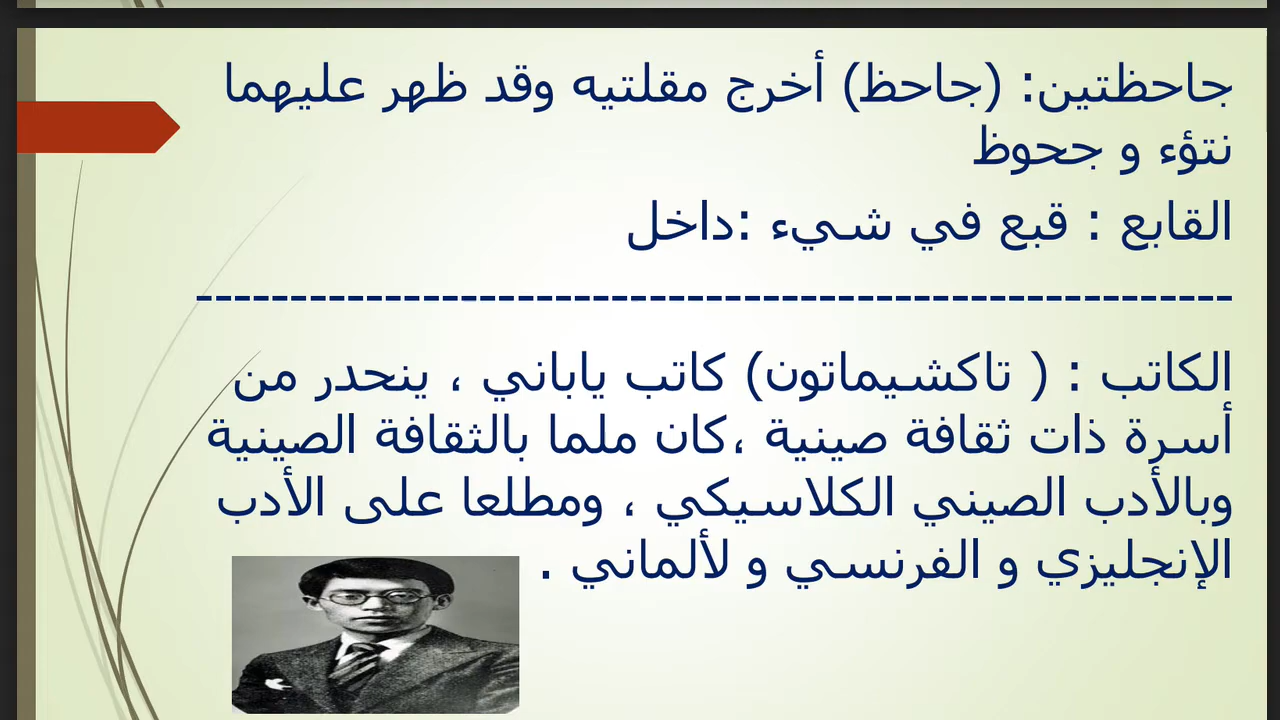 جاحظتين: (جاحظ) أخرج مقلتيه وقد ظهر عليهما
نتؤء و جحوظ
القابع : قبع في شيء :داخل
--------------------------------------------------------
الكاتب : ( تاكشيماتون) كاتب ياباني ، ينحدر من
أسرة ذات ثقافة صينية ،كان ملما بالثقافة الصينية
وبالأدب الصيني الكلاسيكي ، ومطلعا على الأدب
الإنجليزي و الفرنسي و لألماني .